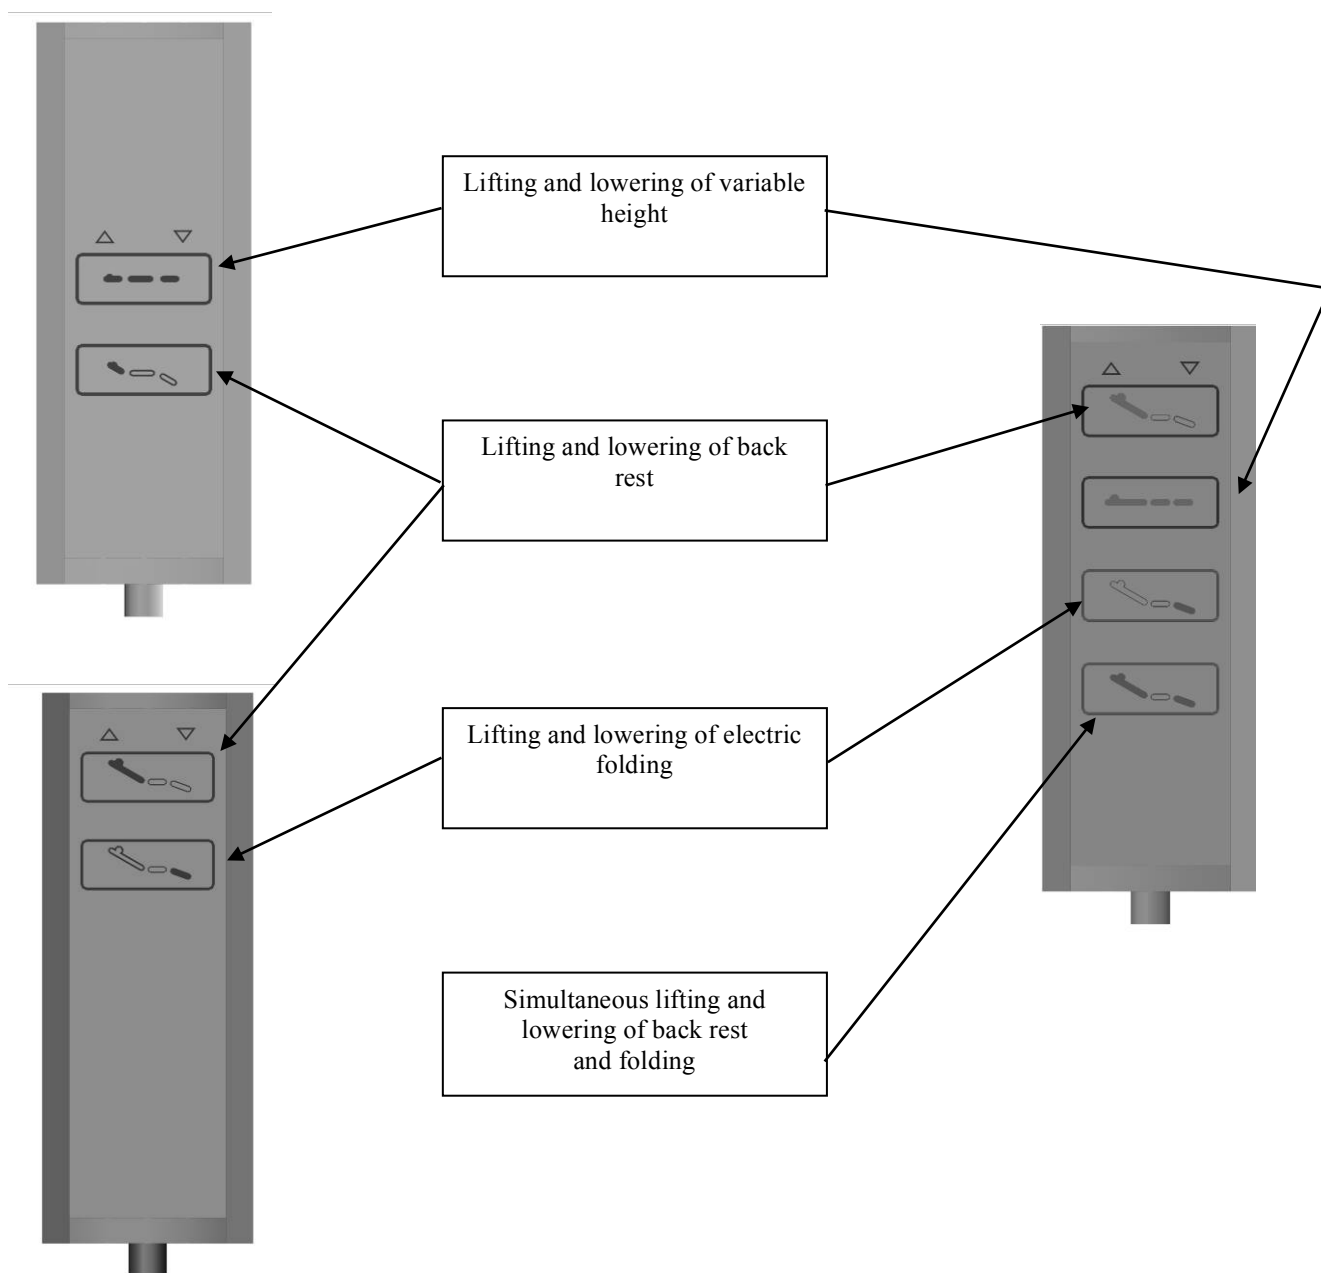 Lifting and lowering of variable
height
Lifting and lowering of back
rest
Lifting and lowering of electric
folding
Simultaneous lifting and
lowering of back rest
and folding